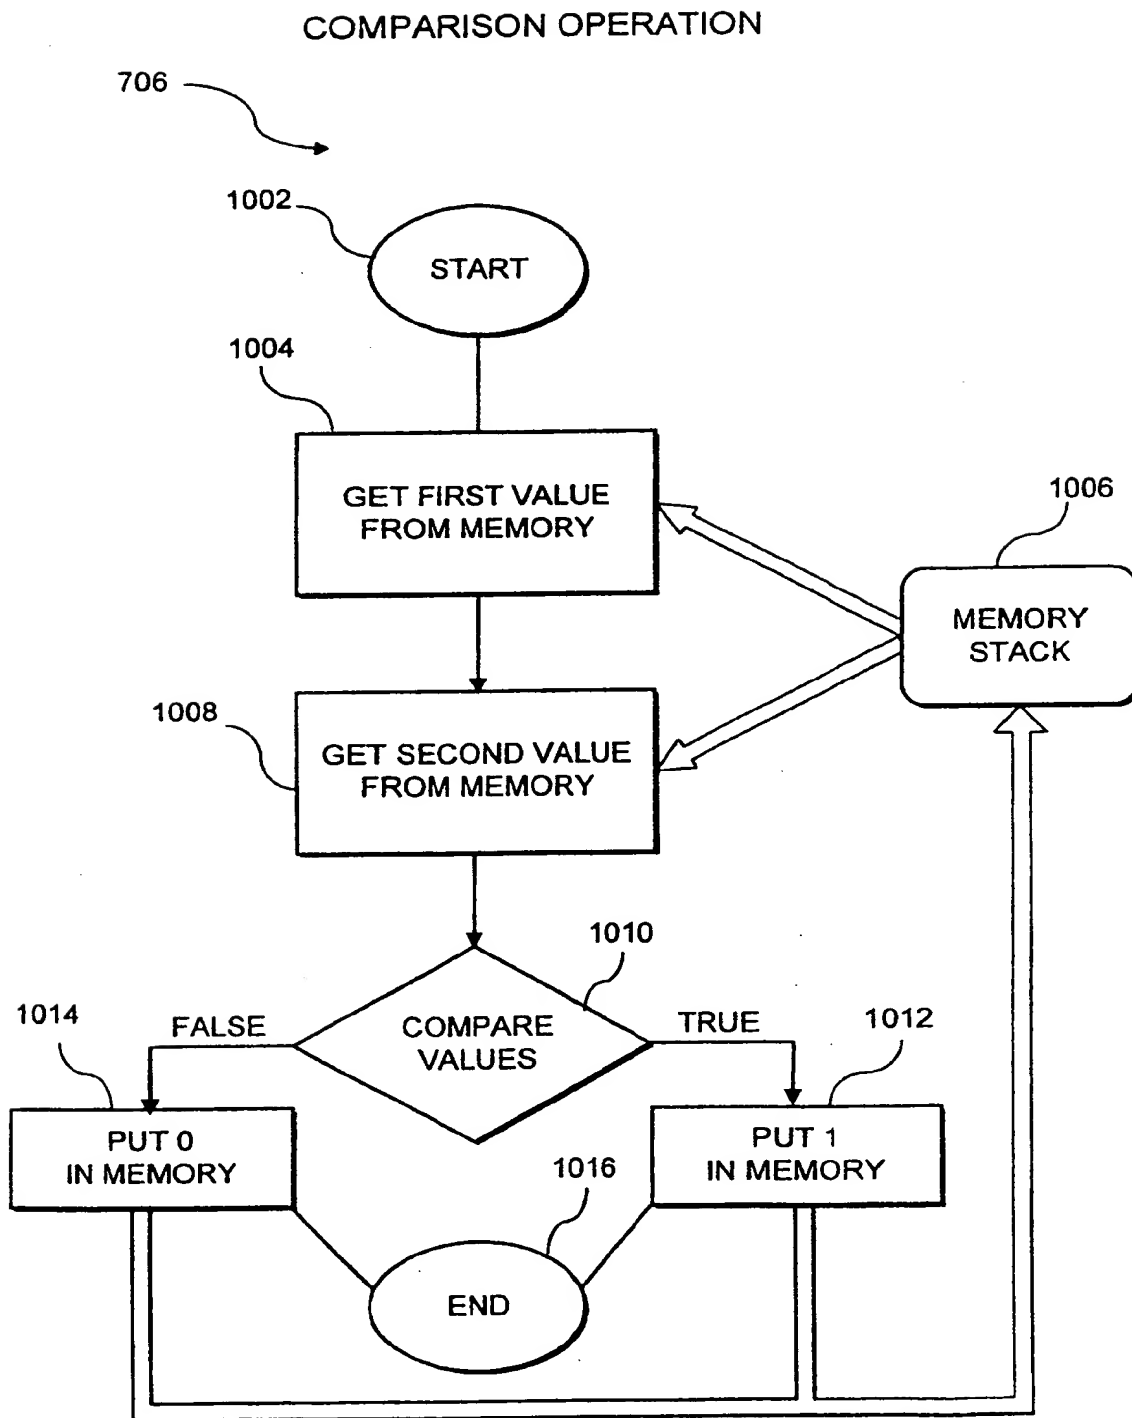 COMPARISON OPERATION
706
1002
START
1004
GET FIRST VALUE
FROM MEMORY
1006
MEMORY
STACK
1008
GET SECOND VALUE
FROM MEMORY
1010
COMPARE
VALUES
FALSE
TRUE
1014
PUT 0
IN MEMORY
1012
PUT 1
IN MEMORY
1016
END